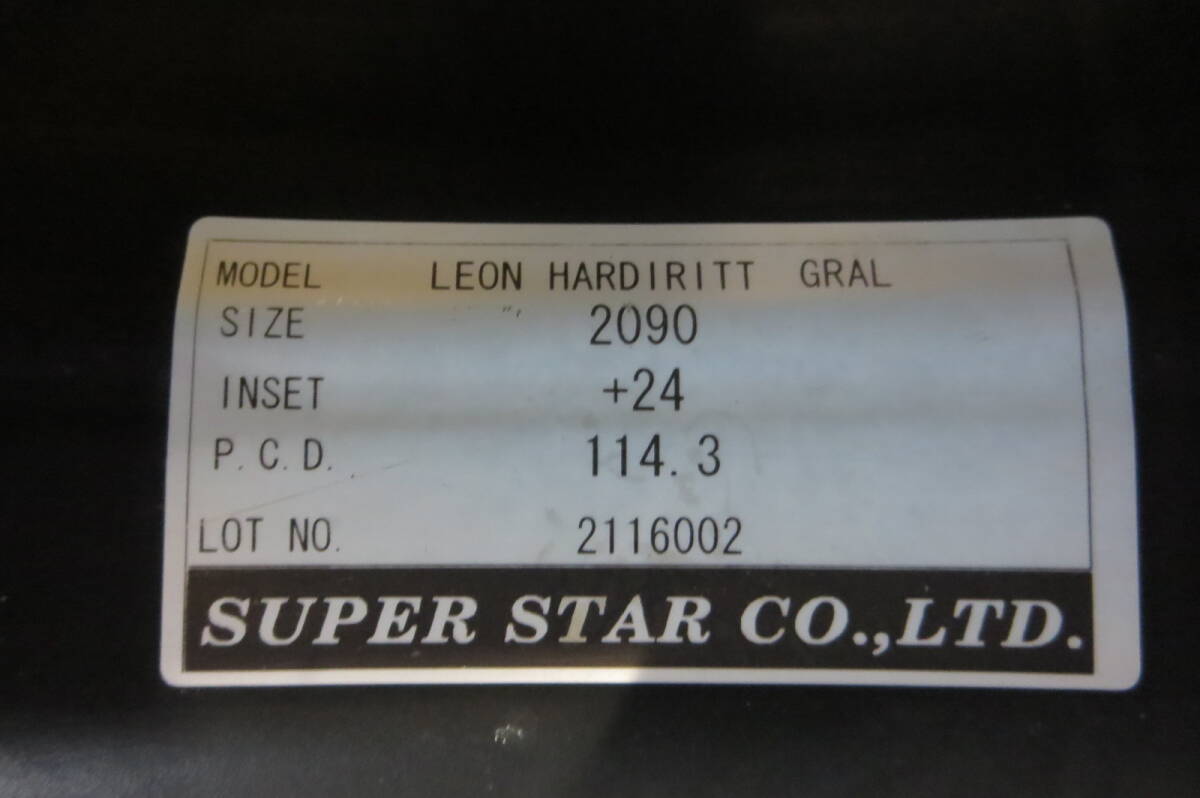 MODEL LEON HARDIRITT GRAL
SIZE 2090
INSET +24
P.C.D. 114.3
LOT NO. 2116002
SUPER STAR CO.,LTD.